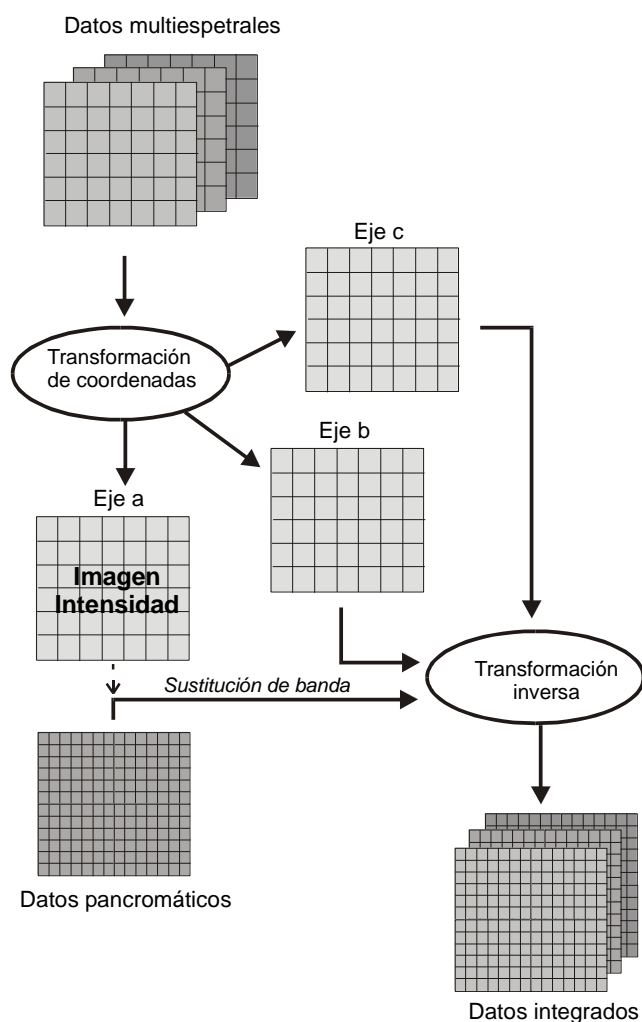 Datos multiespetrales
Eje c
Transformación
de coordenadas
Eje b
Eje a
Imagen
Intensidad
Transformación
inversa
Sustitución de banda
Datos pancromáticos
Datos integrados